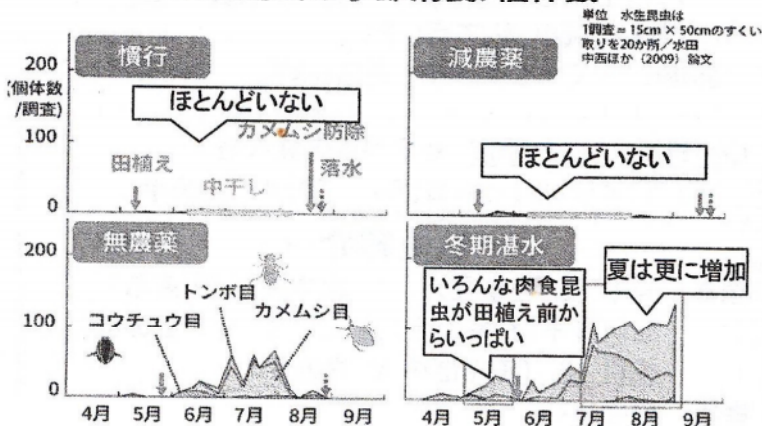 単位　水生昆虫は
1調査＝15cm × 50cmのすくい
取りを20か所／水田
中西ほか（2009）論文
慣行
減農薬
200
(個体数
/調査)
100
0
ほとんどいない
カメムシ防除
田植え
中干し
落水
ほとんどいない
無農薬
冬期湛水
200
100
0
トンボ目
コウチュウ目
カメムシ目
いろんな肉食昆
虫が田植え前か
らいっぱい
夏は更に増加
4月 5月 6月 7月 8月 9月
4月 5月 6月 7月 8月 9月